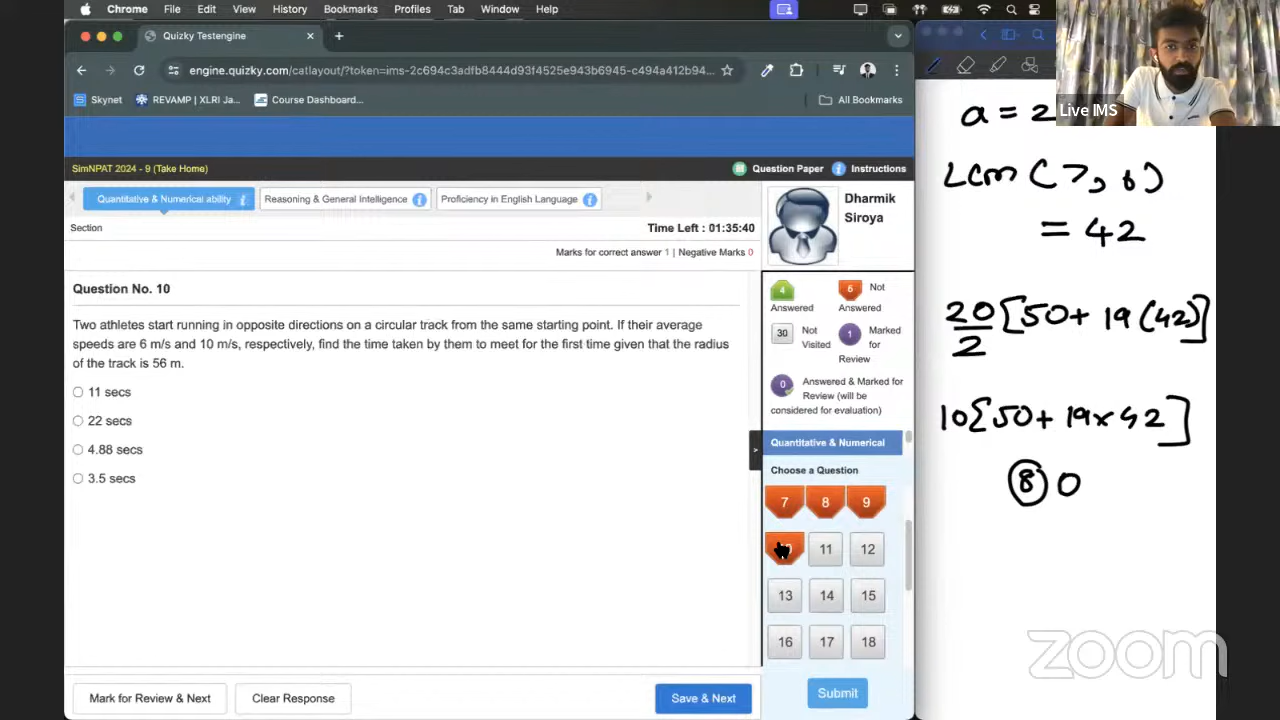 Chrome File Edit View History Bookmarks Profiles Tab Window Help
Quizky Testengine
engine.quizky.com/catlayout/?token=ims-2c694c3adfbf444d93f4525e943b6945-c494a412b94...
Skynet REVAMP | XLRI Ja... Course Dashboard... All Bookmarks
SimNPAT 2024 - 9 (Take Home) Question Paper Instructions
Quantitative & Numerical ability Reasoning & General Intelligence Proficiency in English Language
Section Time Left : 01:35:40
Marks for correct answer 1 | Negative Marks 0
Question No. 10
Two athletes start running in opposite directions on a circular track from the same starting point. If their average
speeds are 6 m/s and 10 m/s, respectively, find the time taken by them to meet for the first time given that the radius
of the track is 56 m.
11 secs
22 secs
4.88 secs
3.5 secs
Mark for Review & Next Clear Response Save & Next
Dharmik
Siroya
4 Answered
6 Not Answered
30 Not Visited
1 Marked for Review
0 Answered & Marked for
Review (will be
considered for evaluation)
Quantitative & Numerical
Choose a Question
7 8 9
11 12
13 14 15
16 17 18
Submit
Live IMS
a = 2
Lcm (7, 6)
= 42
20/2 [50 + 19 (42)]
10[50 + 19 x 42]
8 0
zoom